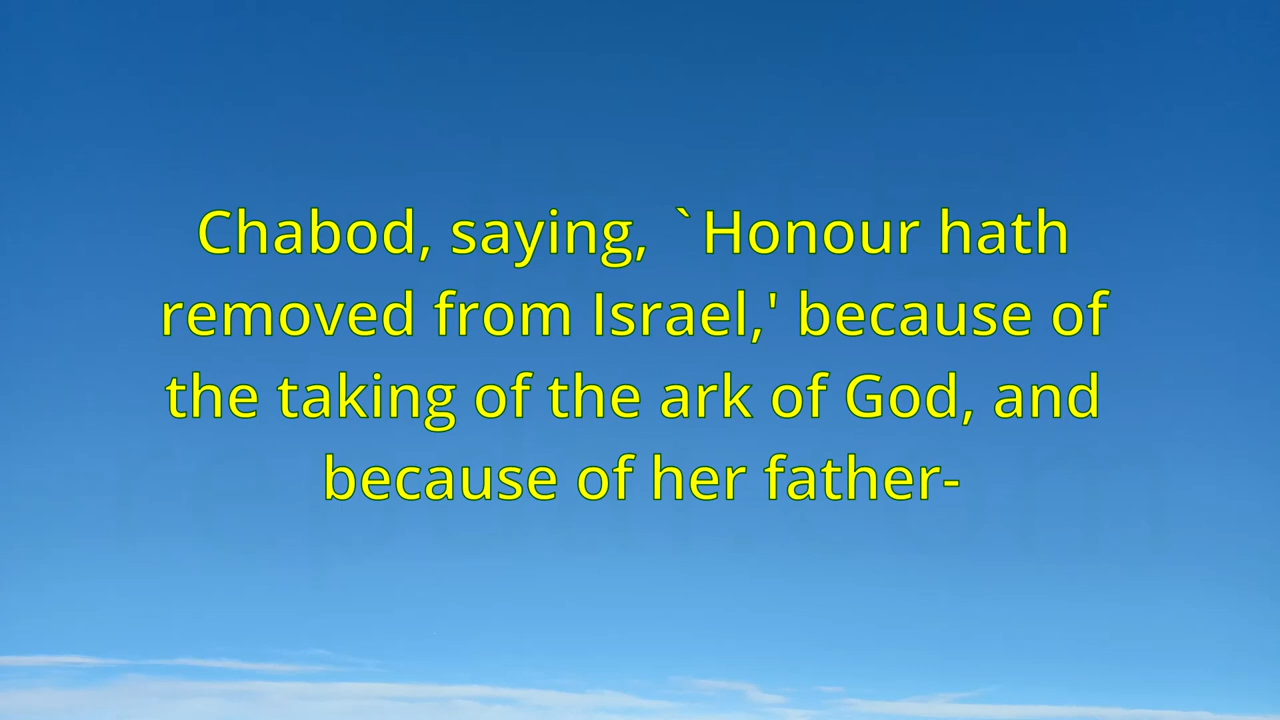 Chabod, saying, `Honour hath
removed from Israel,' because of
the taking of the ark of God, and
because of her father-